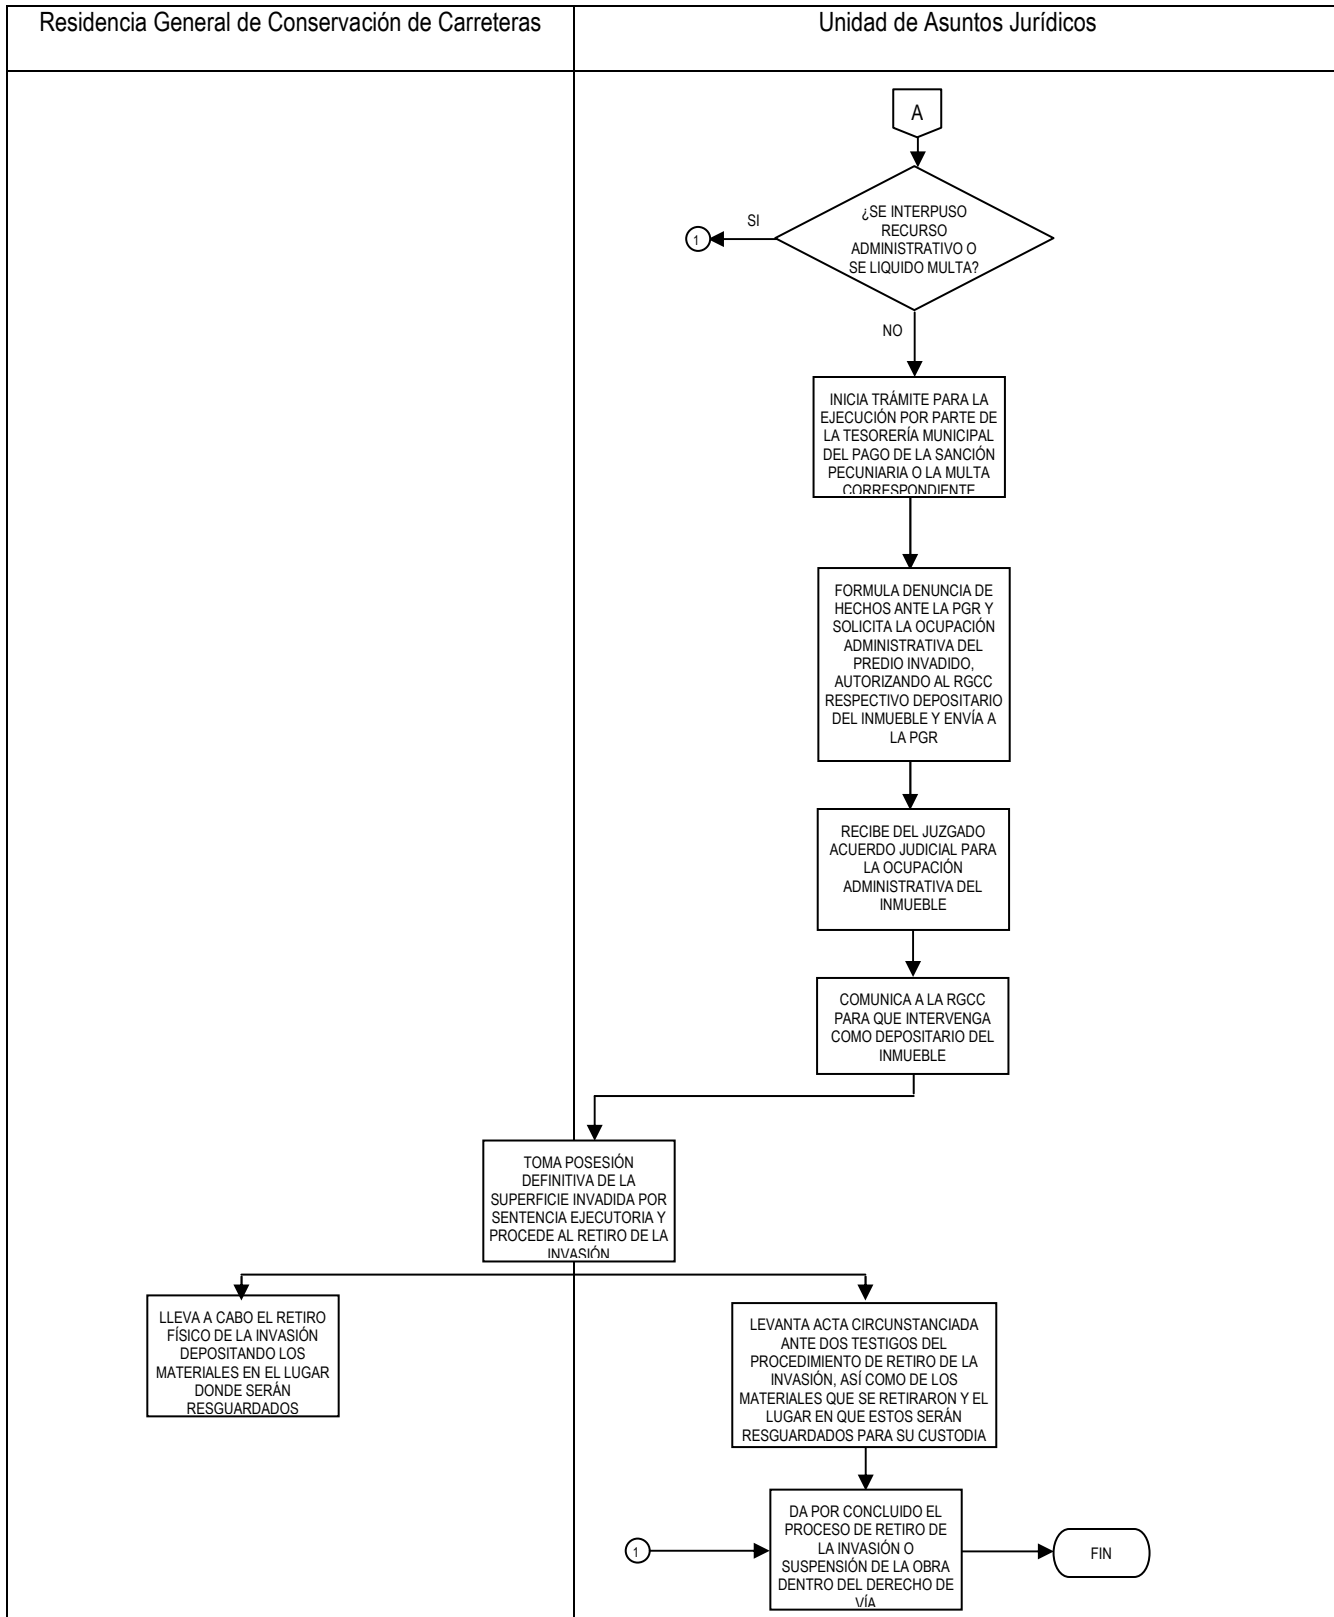 Residencia General de Conservación de Carreteras
Unidad de Asuntos Jurídicos
A
¿SE INTERPUSO
RECURSO
ADMINISTRATIVO O
SE LIQUIDO MULTA?
SI
1
NO
INICIA TRÁMITE PARA LA
EJECUCIÓN POR PARTE DE
LA TESORERÍA MUNICIPAL
DEL PAGO DE LA SANCIÓN
PECUNIARIA O LA MULTA
CORRESPONDIENTE
FORMULA DENUNCIA DE
HECHOS ANTE LA PGR Y
SOLICITA LA OCUPACIÓN
ADMINISTRATIVA DEL
PREDIO INVADIDO,
AUTORIZANDO AL RGCC
RESPECTIVO DEPOSITARIO
DEL INMUEBLE Y ENVÍA A
LA PGR
RECIBE DEL JUZGADO
ACUERDO JUDICIAL PARA
LA OCUPACIÓN
ADMINISTRATIVA DEL
INMUEBLE
COMUNICA A LA RGCC
PARA QUE INTERVENGA
COMO DEPOSITARIO DEL
INMUEBLE
TOMA POSESIÓN
DEFINITIVA DE LA
SUPERFICIE INVADIDA POR
SENTENCIA EJECUTORIA Y
PROCEDE AL RETIRO DE LA
INVASIÓN
LLEVA A CABO EL RETIRO
FÍSICO DE LA INVASIÓN
DEPOSITANDO LOS
MATERIALES EN EL LUGAR
DONDE SERÁN
RESGUARDADOS
LEVANTA ACTA CIRCUNSTANCIADA
ANTE DOS TESTIGOS DEL
PROCEDIMIENTO DE RETIRO DE LA
INVASIÓN, ASÍ COMO DE LOS
MATERIALES QUE SE RETIRARON Y EL
LUGAR EN QUE ESTOS SERÁN
RESGUARDADOS PARA SU CUSTODIA
1
DA POR CONCLUIDO EL
PROCESO DE RETIRO DE
LA INVASIÓN O
SUSPENSIÓN DE LA OBRA
DENTRO DEL DERECHO DE
VÍA
FIN